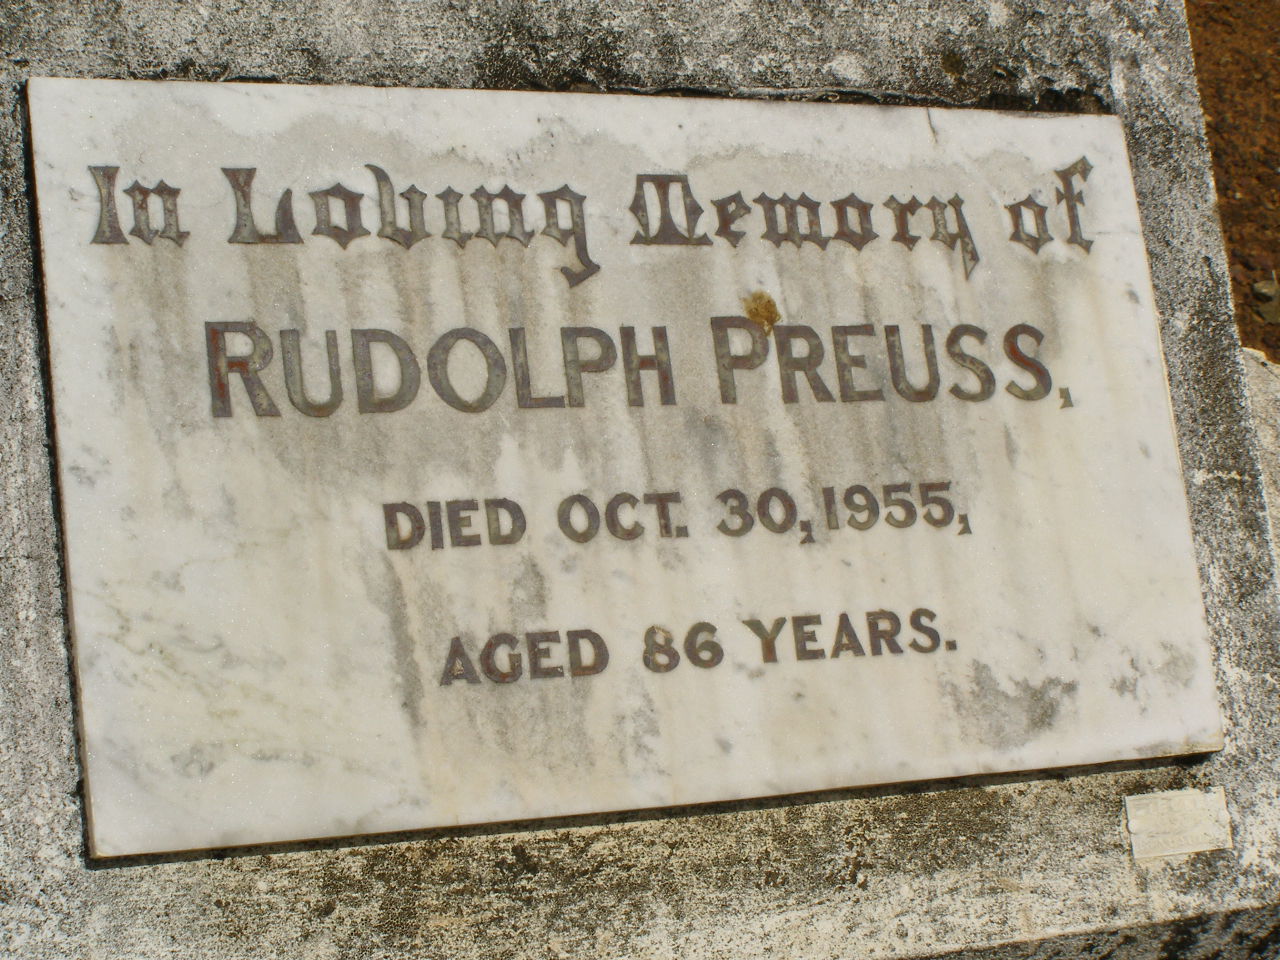 In Loving Memory of
RUDOLPH PREUSS,
DIED OCT. 30, 1955,
AGED 86 YEARS.